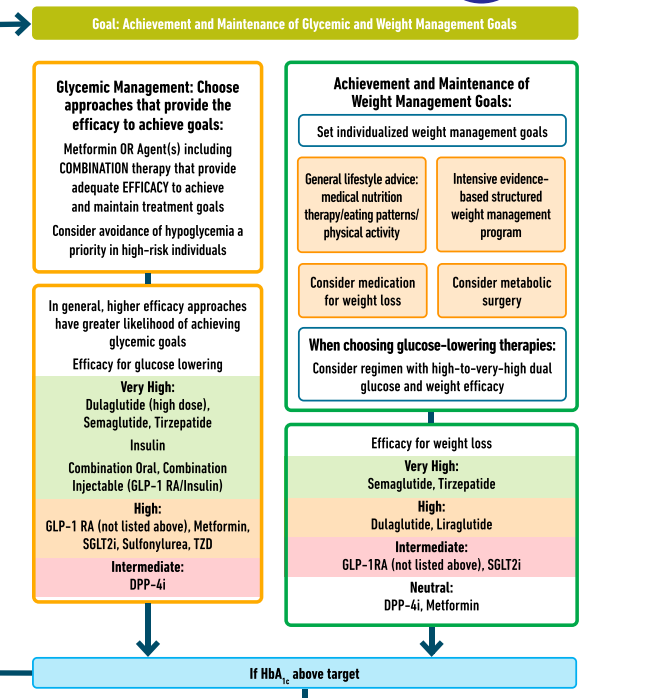 Goal: Achievement and Maintenance of Glycemic and Weight Management Goals
Glycemic Management: Choose
approaches that provide the
efficacy to achieve goals:
Metformin OR Agent(s) including
COMBINATION therapy that provide
adequate EFFICACY to achieve
and maintain treatment goals
Consider avoidance of hypoglycemia a
priority in high-risk individuals
In general, higher efficacy approaches
have greater likelihood of achieving
glycemic goals
Efficacy for glucose lowering
Very High:
Dulaglutide (high dose),
Semaglutide, Tirzepatide
Insulin
Combination Oral, Combination
Injectable (GLP-1 RA/Insulin)
High:
GLP-1 RA (not listed above), Metformin,
SGLT2i, Sulfonylurea, TZD
Intermediate:
DPP-4i
Achievement and Maintenance of
Weight Management Goals:
Set individualized weight management goals
General lifestyle advice:
medical nutrition
therapy/eating patterns/
physical activity
Intensive evidence-
based structured
weight management
program
Consider medication
for weight loss
Consider metabolic
surgery
When choosing glucose-lowering therapies:
Consider regimen with high-to-very-high dual
glucose and weight efficacy
Efficacy for weight loss
Very High:
Semaglutide, Tirzepatide
High:
Dulaglutide, Liraglutide
Intermediate:
GLP-1RA (not listed above), SGLT2i
Neutral:
DPP-4i, Metformin
If HbA1c above target